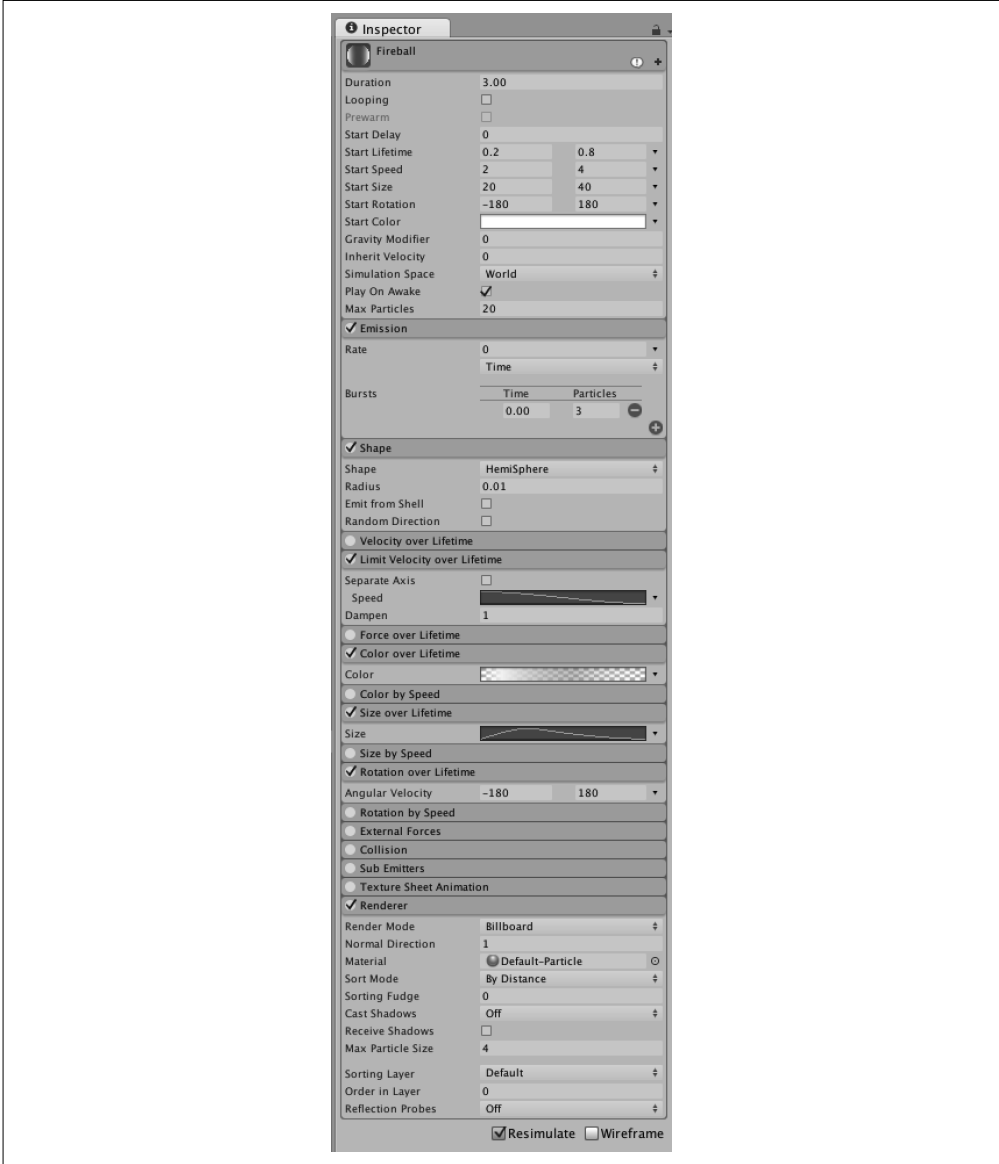 Inspector
Fireball
Duration 3.00
Looping
Prewarm
Start Delay 0
Start Lifetime 0.2 0.8
Start Speed 2 4
Start Size 20 40
Start Rotation -180 180
Start Color
Gravity Modifier 0
Inherit Velocity 0
Simulation Space World
Play On Awake
Max Particles 20
Emission
Rate 0
Time
Bursts Time Particles
0.00 3
Shape
Shape HemiSphere
Radius 0.01
Emit from Shell
Random Direction
Velocity over Lifetime
Limit Velocity over Lifetime
Separate Axis
Speed
Dampen 1
Force over Lifetime
Color over Lifetime
Color
Color by Speed
Size over Lifetime
Size
Size by Speed
Rotation over Lifetime
Angular Velocity -180 180
Rotation by Speed
External Forces
Collision
Sub Emitters
Texture Sheet Animation
Renderer
Render Mode Billboard
Normal Direction 1
Material Default-Particle
Sort Mode By Distance
Sorting Fudge 0
Cast Shadows Off
Receive Shadows
Max Particle Size 4
Sorting Layer Default
Order in Layer 0
Reflection Probes Off
Resimulate Wireframe